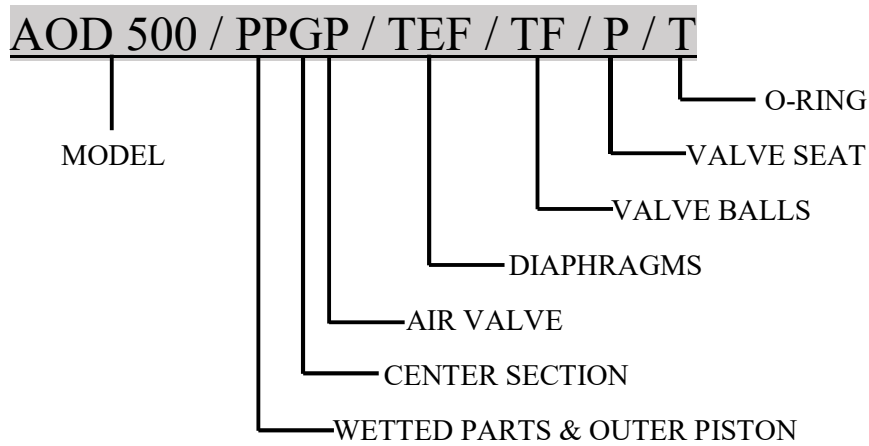 AOD 500 / PPGP / TEF / TF / P / T
O-RING
MODEL
VALVE SEAT
VALVE BALLS
DIAPHRAGMS
AIR VALVE
CENTER SECTION
WETTED PARTS & OUTER PISTON